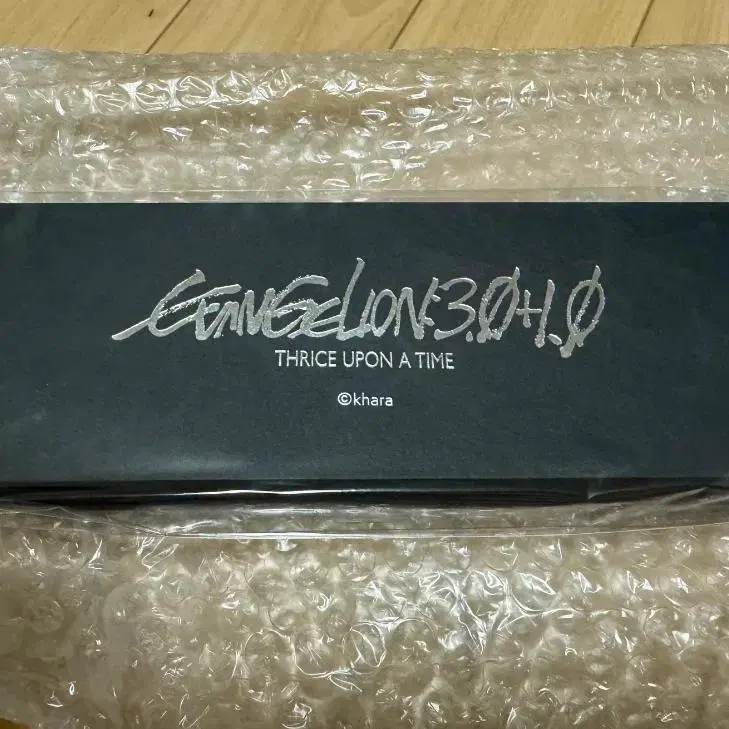 EVANGELION:3.0+1.0
THRICE UPON A TIME
©khara